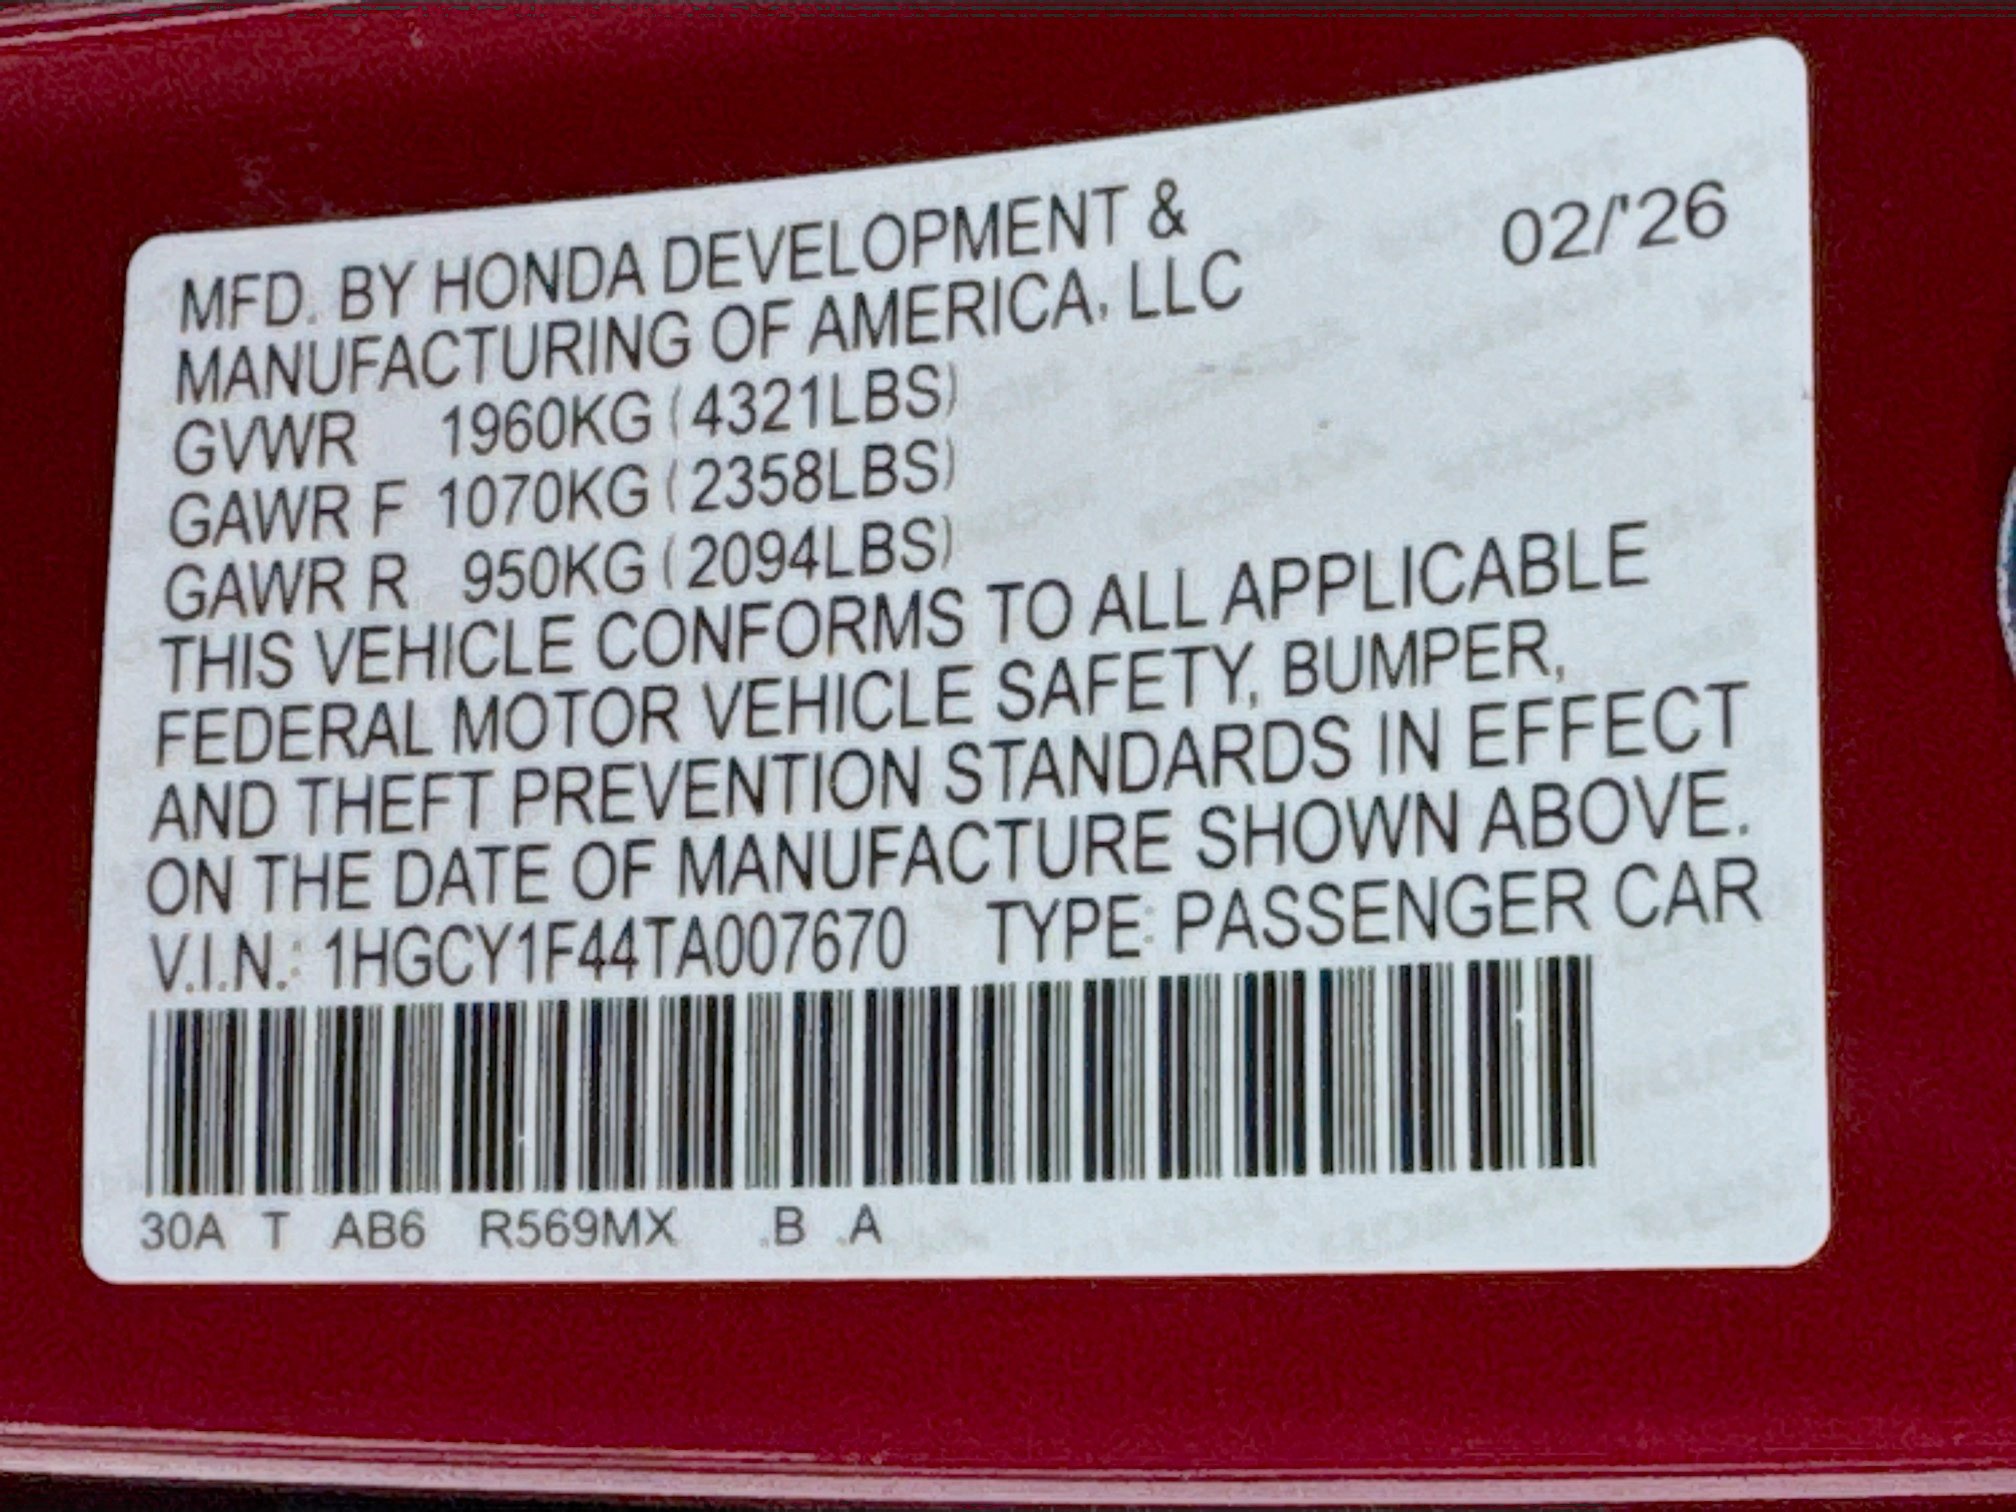 MFD. BY HONDA DEVELOPMENT & 02/'26
MANUFACTURING OF AMERICA, LLC
GVWR 1960KG (4321LBS)
GAWR F 1070KG (2358LBS)
GAWR R 950KG (2094LBS)
THIS VEHICLE CONFORMS TO ALL APPLICABLE
FEDERAL MOTOR VEHICLE SAFETY, BUMPER,
AND THEFT PREVENTION STANDARDS IN EFFECT
ON THE DATE OF MANUFACTURE SHOWN ABOVE.
V.I.N.: 1HGCY1F44TA007670 TYPE: PASSENGER CAR
30A T AB6 R569MX .B .A